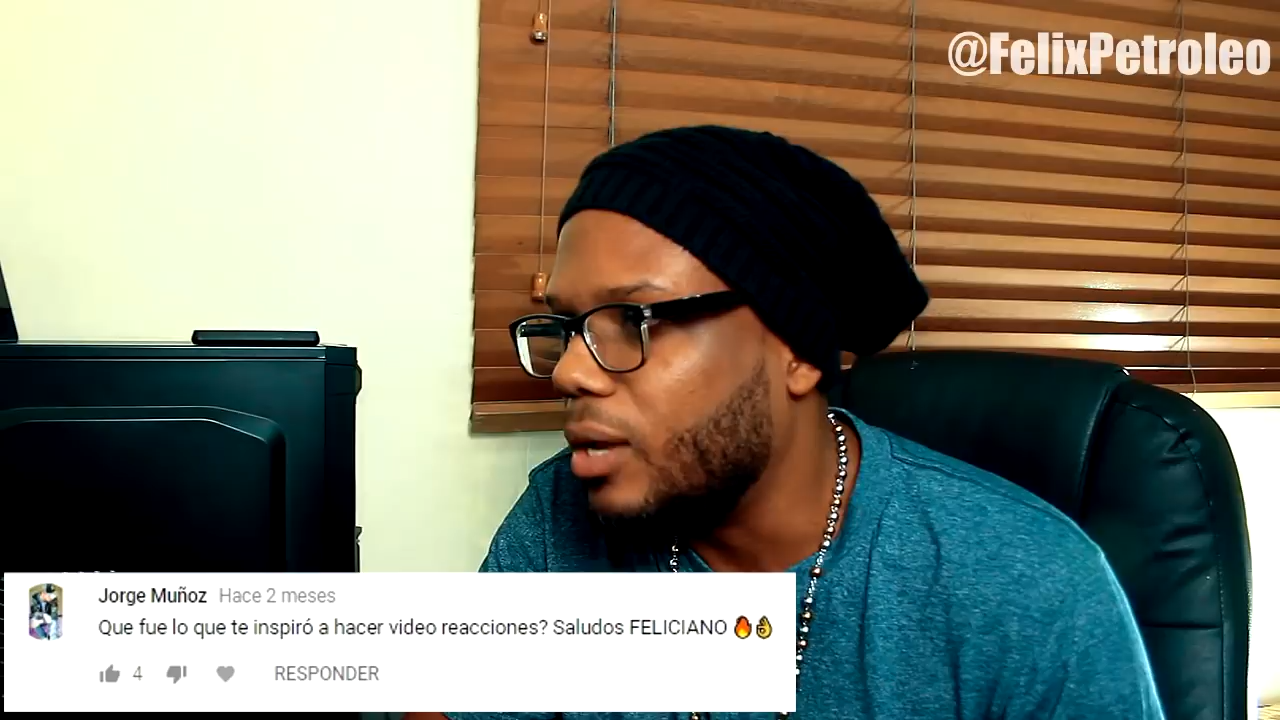 @FelixPetroleo
Jorge Muñoz Hace 2 meses
Que fue lo que te inspiró a hacer video reacciones? Saludos FELICIANO 🔥👌
4 RESPONDER